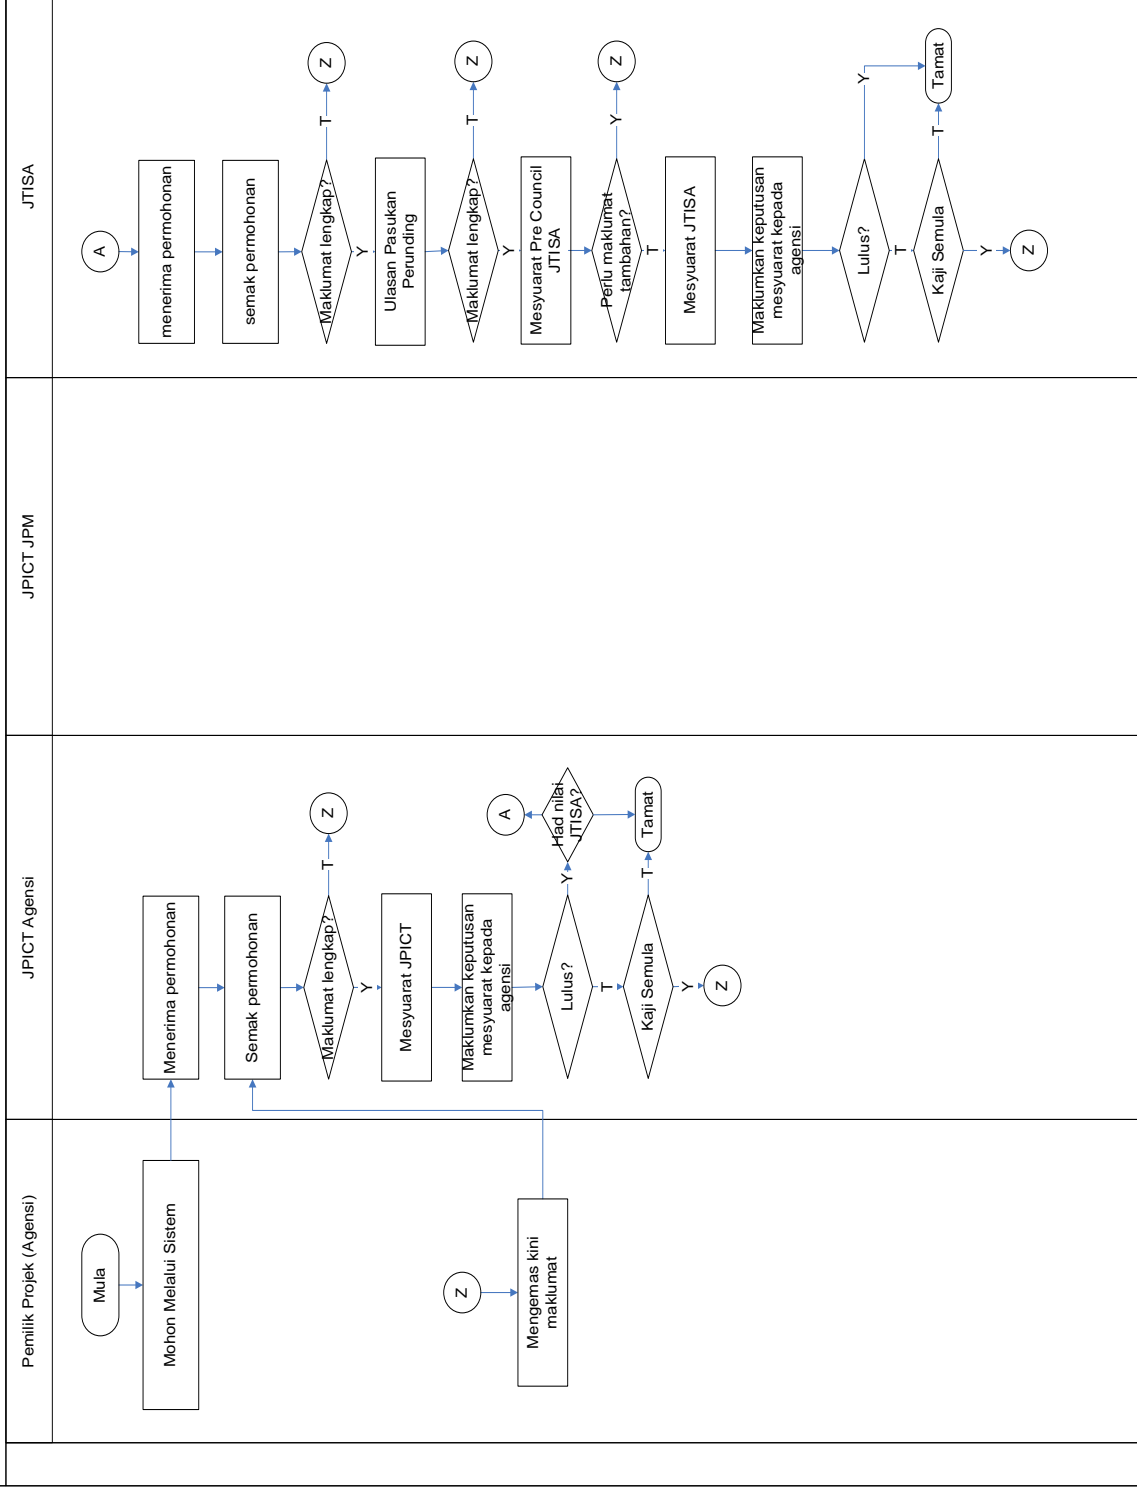 Pemilik Projek (Agensi)
JPICT Agensi
JPICT JPM
JTISA
Mula
Mohon Melalui Sistem
Z
Mengemas kini
maklumat
Menerima permohonan
Semak permohonan
Maklumat lengkap?
T
Z
Y
Mesyuarat JPICT
Maklumkan keputusan
mesyuarat kepada
agensi
Lulus?
Y
Had nilai
JTISA?
A
T
Kaji Semula
T
Tamat
Y
Z
A
menerima permohonan
semak permohonan
Maklumat lengkap?
T
Z
Y
Ulasan Pasukan
Perunding
Maklumat lengkap?
T
Z
Y
Mesyuarat Pre Council
JTISA
Perlu maklumat
tambahan?
Y
Z
T
Mesyuarat JTISA
Maklumkan keputusan
mesyuarat kepada
agensi
Lulus?
Y
T
Kaji Semula
T
Tamat
Y
Z